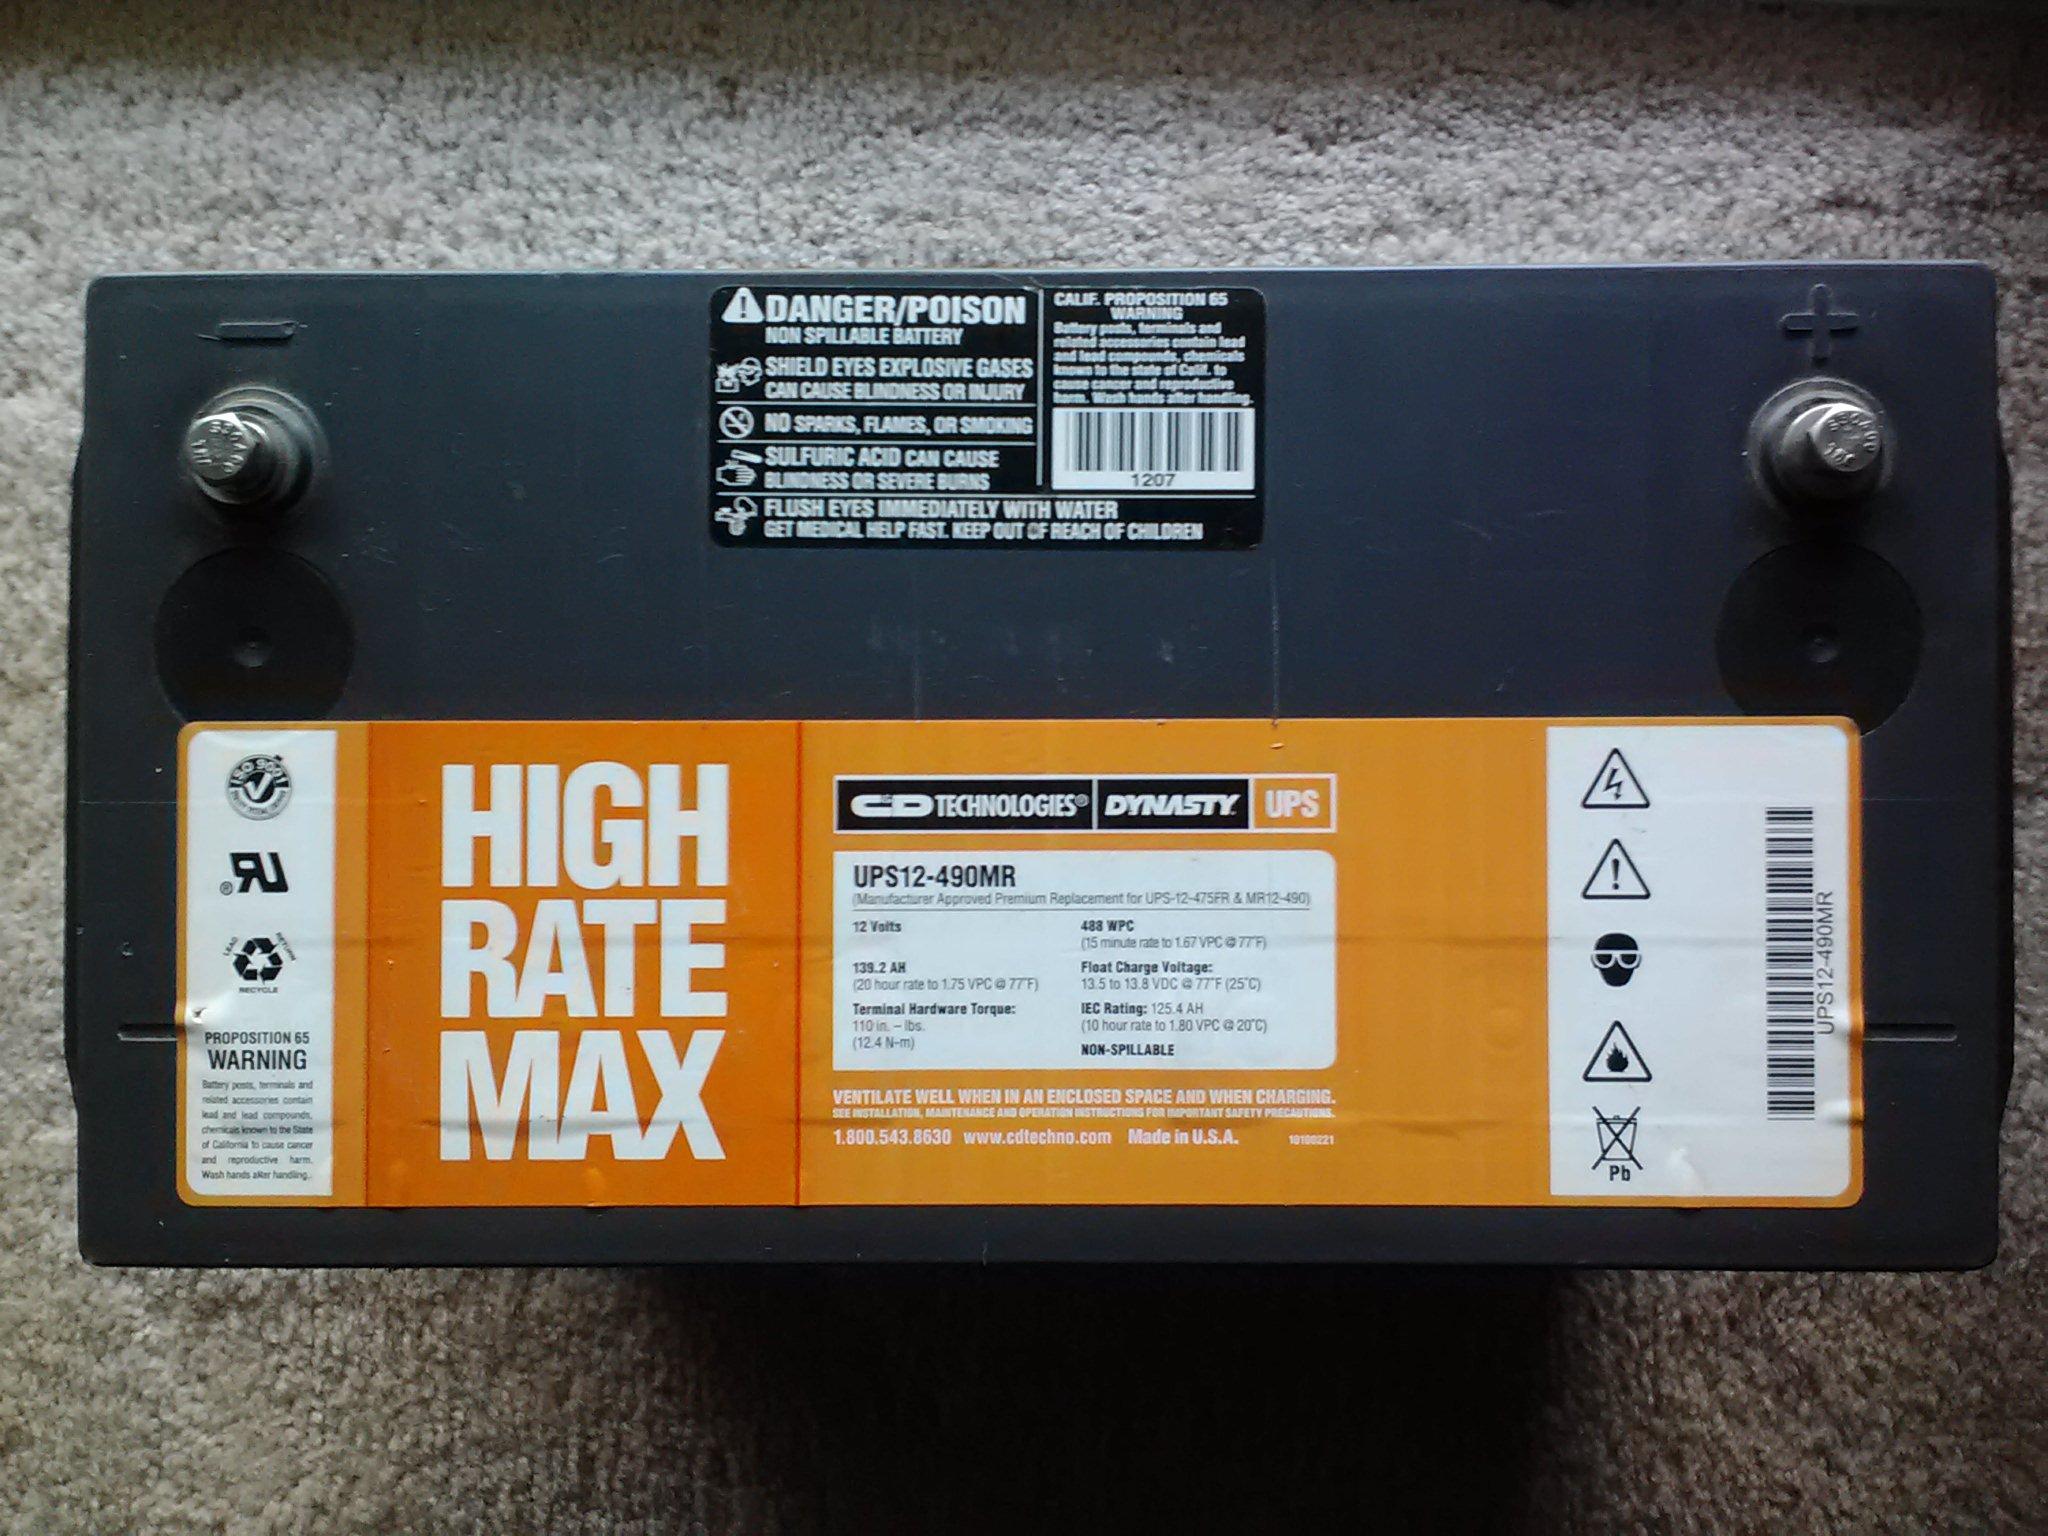 DANGER/POISON
NON SPILLABLE BATTERY
SHIELD EYES EXPLOSIVE GASES
CAN CAUSE BLINDNESS OR INJURY
NO SPARKS, FLAMES, OR SMOKING
SULFURIC ACID CAN CAUSE
BLINDNESS OR SEVERE BURNS
FLUSH EYES IMMEDIATELY WITH WATER
GET MEDICAL HELP FAST. KEEP OUT OF REACH OF CHILDREN
CALIF. PROPOSITION 65
WARNING
Battery posts, terminals and
related accessories contain lead
and lead compounds, chemicals
known to the state of Calif. to
cause cancer and reproductive
harm. Wash hands after handling.
1207
ISO 9001
RU®
LEAD
RETURN
RECYCLE
PROPOSITION 65
WARNING
Battery posts, terminals and
related accessories contain
lead and lead compounds,
chemicals known to the State
of California to cause cancer
and reproductive harm.
Wash hands after handling.
HIGH
RATE
MAX
C&D TECHNOLOGIES® DYNASTY. UPS
UPS12-490MR
(Manufacturer Approved Premium Replacement for UPS-12-475FR & MR12-490)
12 Volts
139.2 AH
(20 hour rate to 1.75 VPC @ 77°F)
Terminal Hardware Torque:
110 in. – lbs.
(12.4 N-m)
488 WPC
(15 minute rate to 1.67 VPC @ 77°F)
Float Charge Voltage:
13.5 to 13.8 VDC @ 77°F (25°C)
IEC Rating: 125.4 AH
(10 hour rate to 1.80 VPC @ 20°C)
NON-SPILLABLE
VENTILATE WELL WHEN IN AN ENCLOSED SPACE AND WHEN CHARGING.
SEE INSTALLATION, MAINTENANCE AND OPERATION INSTRUCTIONS FOR IMPORTANT SAFETY PRECAUTIONS.
1.800.543.8630 www.cdtechno.com Made in U.S.A. 10100221
Pb
UPS12-490MR